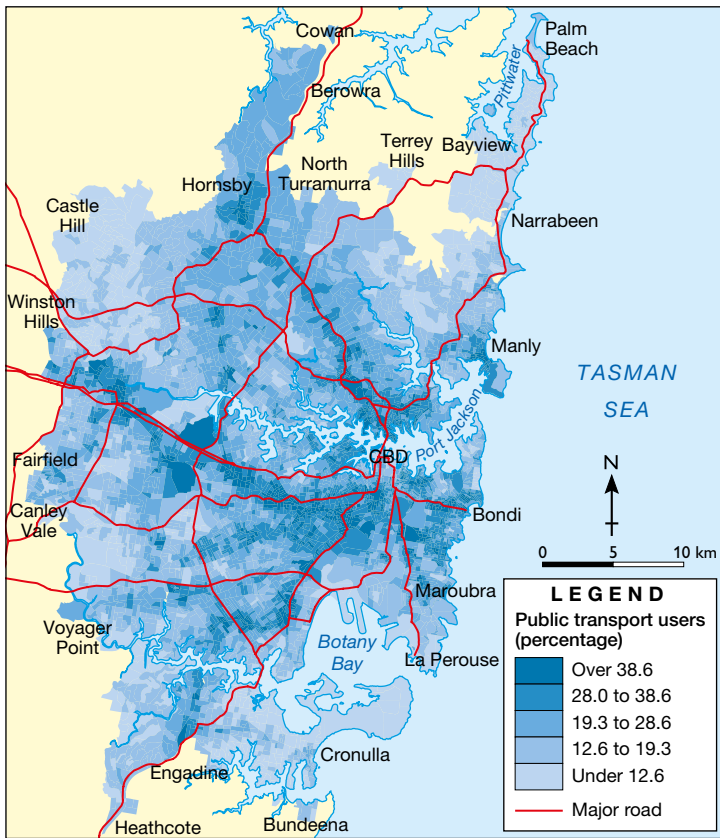 Cowan
Palm
Beach
Pittwater
Berowra
Terrey
Hills
Bayview
North
Turramurra
Hornsby
Castle
Hill
Narrabeen
Winston
Hills
Manly
TASMAN
SEA
Port Jackson
CBD
Fairfield
N
Canley
Vale
Bondi
0 5 10 km
Maroubra
LEGEND
Public transport users
(percentage)
Over 38.6
28.0 to 38.6
19.3 to 28.6
12.6 to 19.3
Under 12.6
Major road
Voyager
Point
Botany
Bay
La Perouse
Cronulla
Engadine
Heathcote
Bundeena